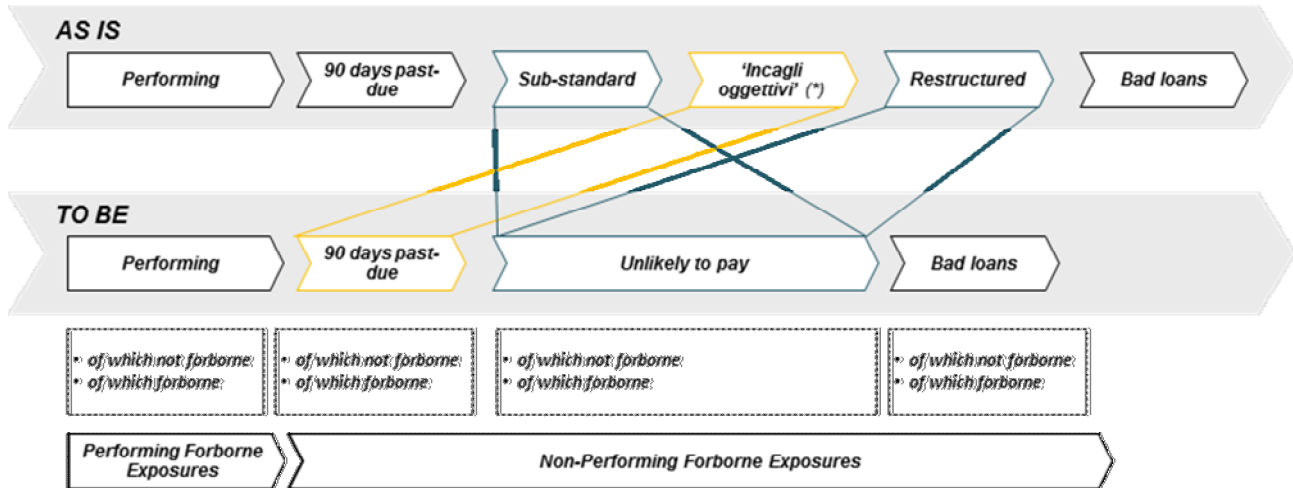 AS IS
Performing
90 days past-
due
Sub-standard
‘Incagli
oggettivi’ (*)
Restructured
Bad loans
TO BE
Performing
90 days past-
due
Unlikely to pay
Bad loans
• of which not forborne
• of which forborne
• of which not forborne
• of which forborne
• of which not forborne
• of which forborne
• of which not forborne
• of which forborne
Performing Forborne
Exposures
Non-Performing Forborne Exposures